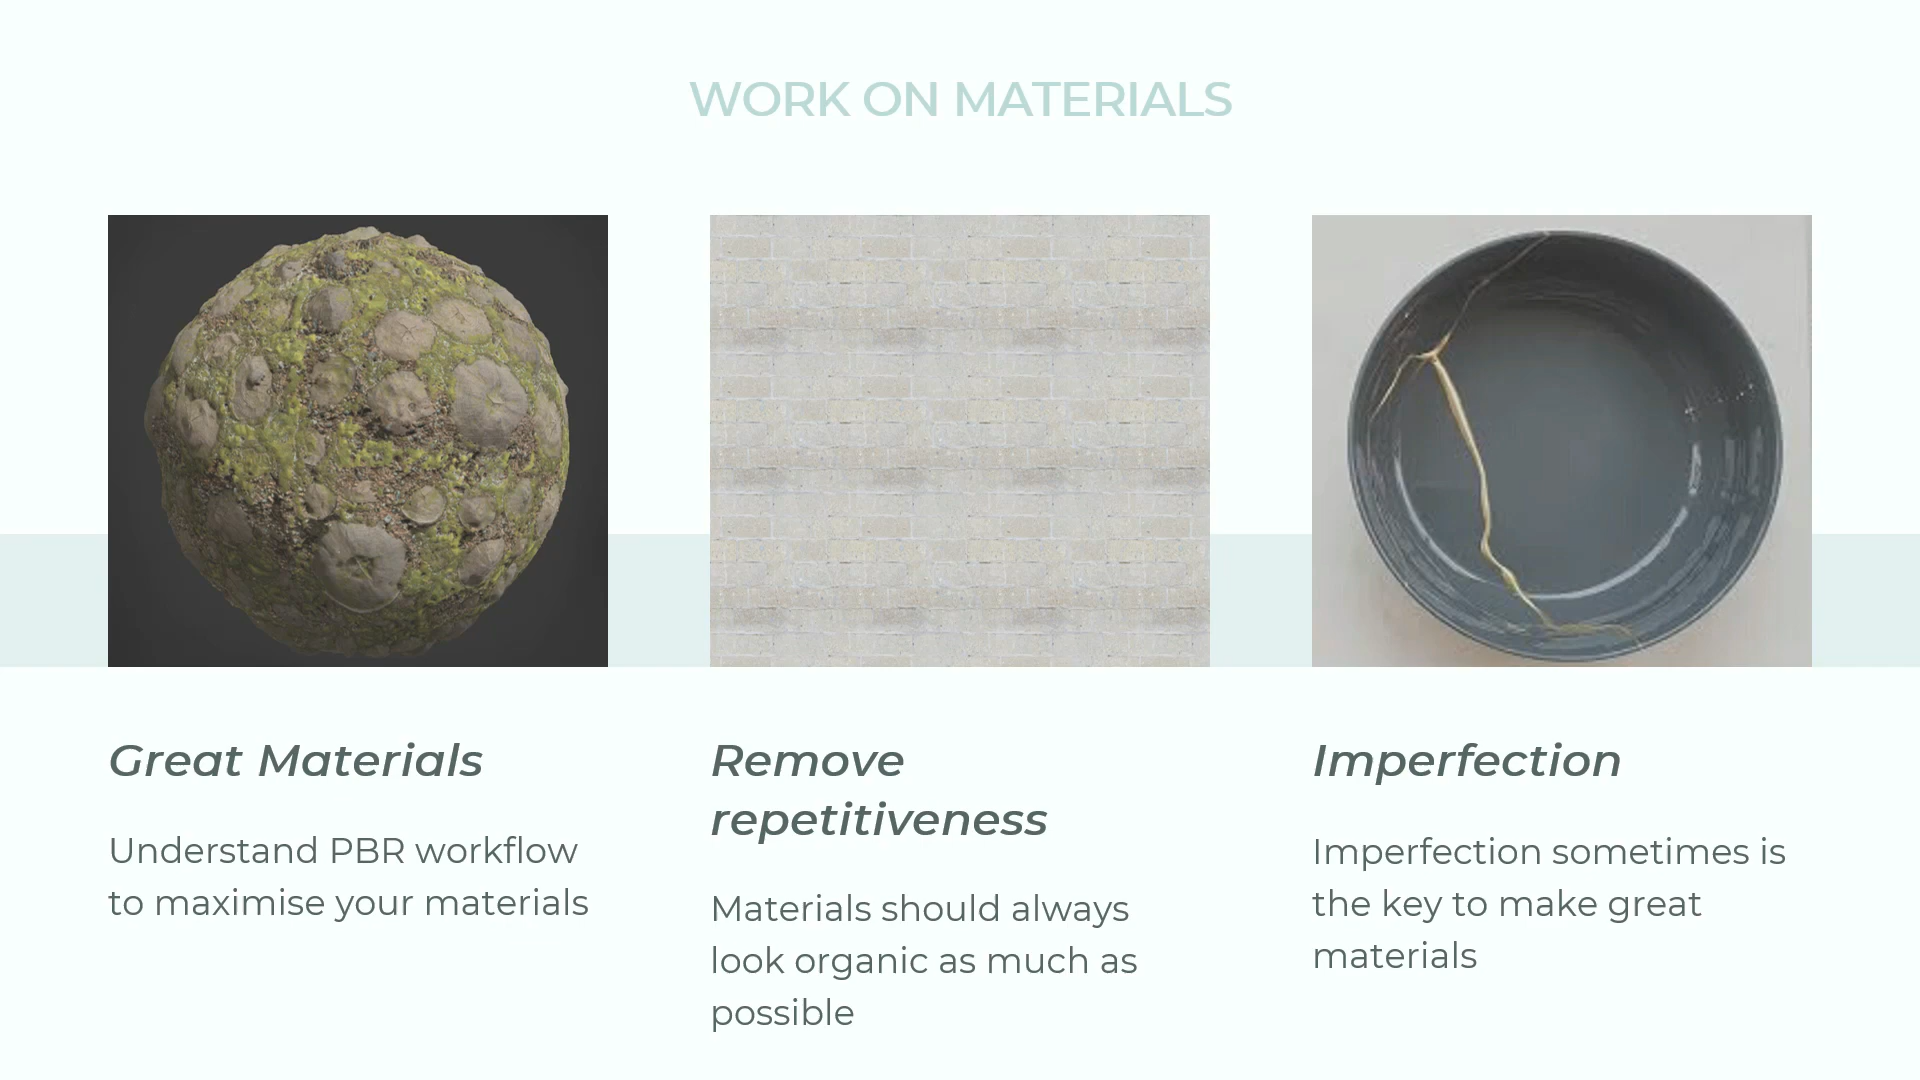 WORK ON MATERIALS
Great Materials
Understand PBR workflow
to maximise your materials
Remove
repetitiveness
Materials should always
look organic as much as
possible
Imperfection
Imperfection sometimes is
the key to make great
materials